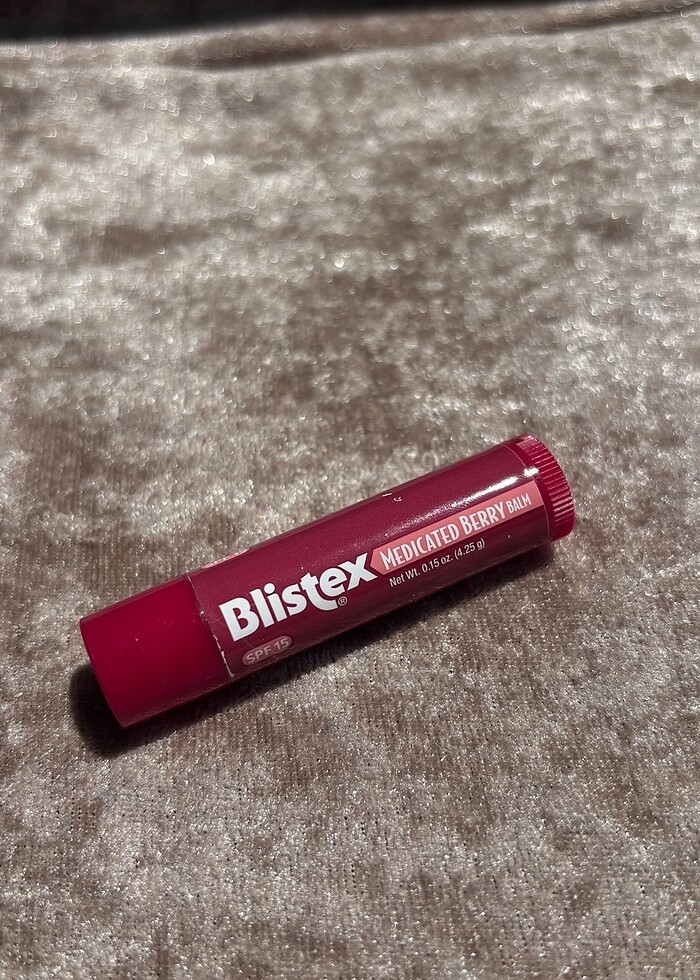 Blistex®
MEDICATED BERRY BALM
Net Wt. 0.15 oz. (4.25 g)
SPF 15